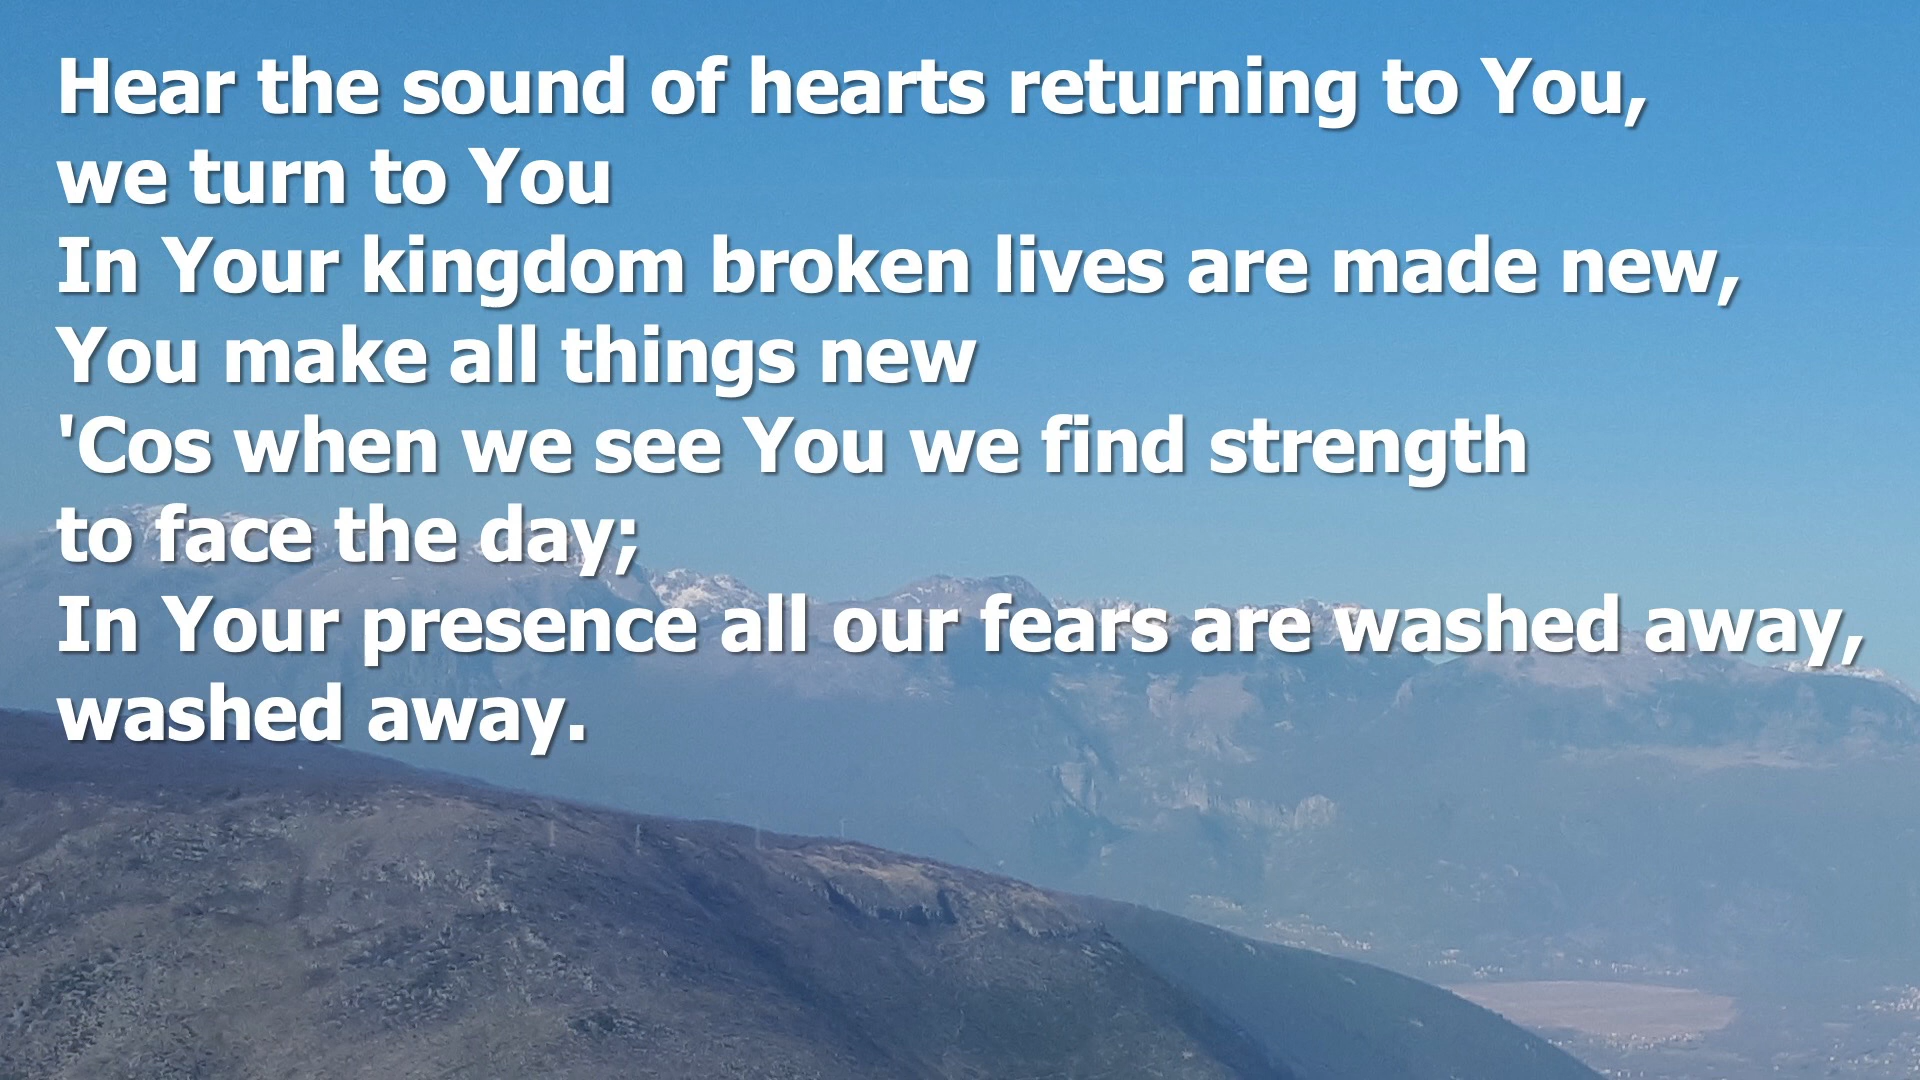 Hear the sound of hearts returning to You,
we turn to You
In Your kingdom broken lives are made new,
You make all things new
'Cos when we see You we find strength
to face the day;
In Your presence all our fears are washed away,
washed away.